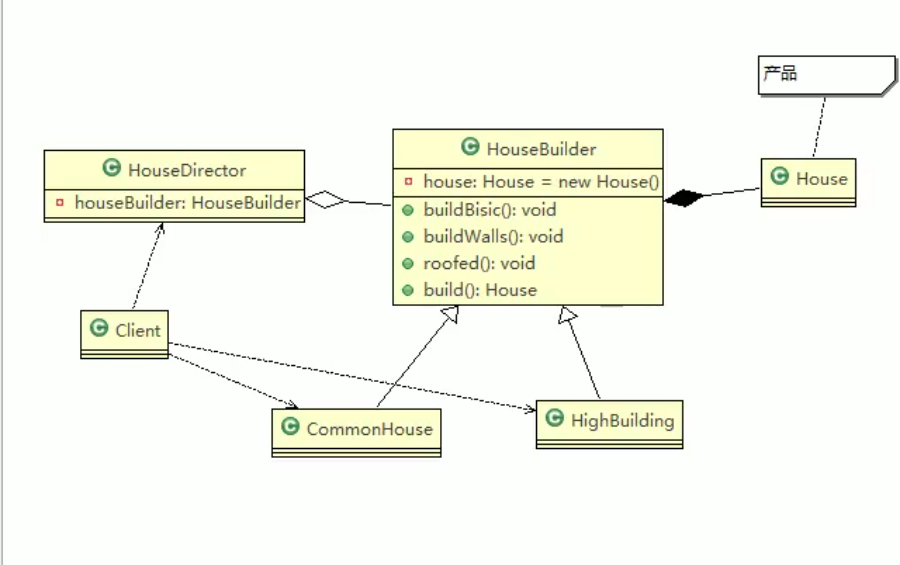 产品
HouseBuilder
house: House = new House()
buildBisic(): void
buildWalls(): void
roofed(): void
build(): House
HouseDirector
houseBuilder: HouseBuilder
House
Client
CommonHouse
HighBuilding